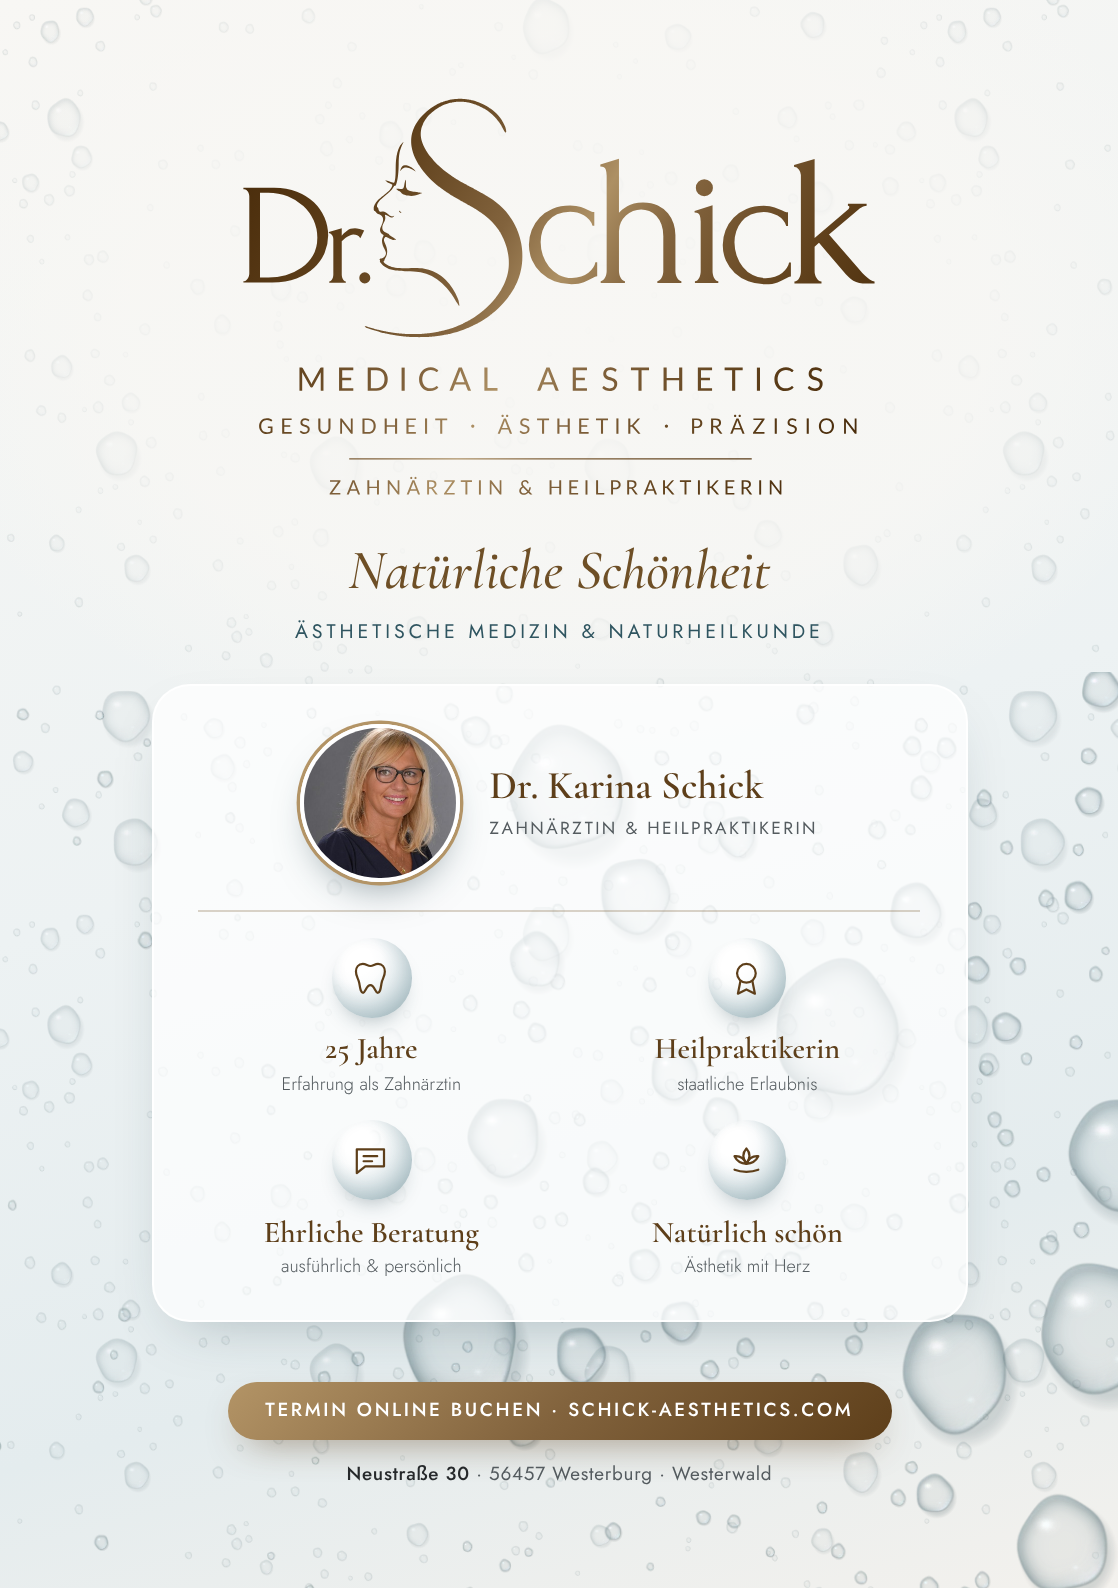 Dr. Schick
MEDICAL AESTHETICS
GESUNDHEIT · ÄSTHETIK · PRÄZISION
ZAHNÄRZTIN & HEILPRAKTIKERIN
Natürliche Schönheit
ÄSTHETISCHE MEDIZIN & NATURHEILKUNDE
Dr. Karina Schick
ZAHNÄRZTIN & HEILPRAKTIKERIN
25 Jahre
Erfahrung als Zahnärztin
Heilpraktikerin
staatliche Erlaubnis
Ehrliche Beratung
ausführlich & persönlich
Natürlich schön
Ästhetik mit Herz
TERMIN ONLINE BUCHEN · SCHICK-AESTHETICS.COM
Neustraße 30 · 56457 Westerburg · Westerwald